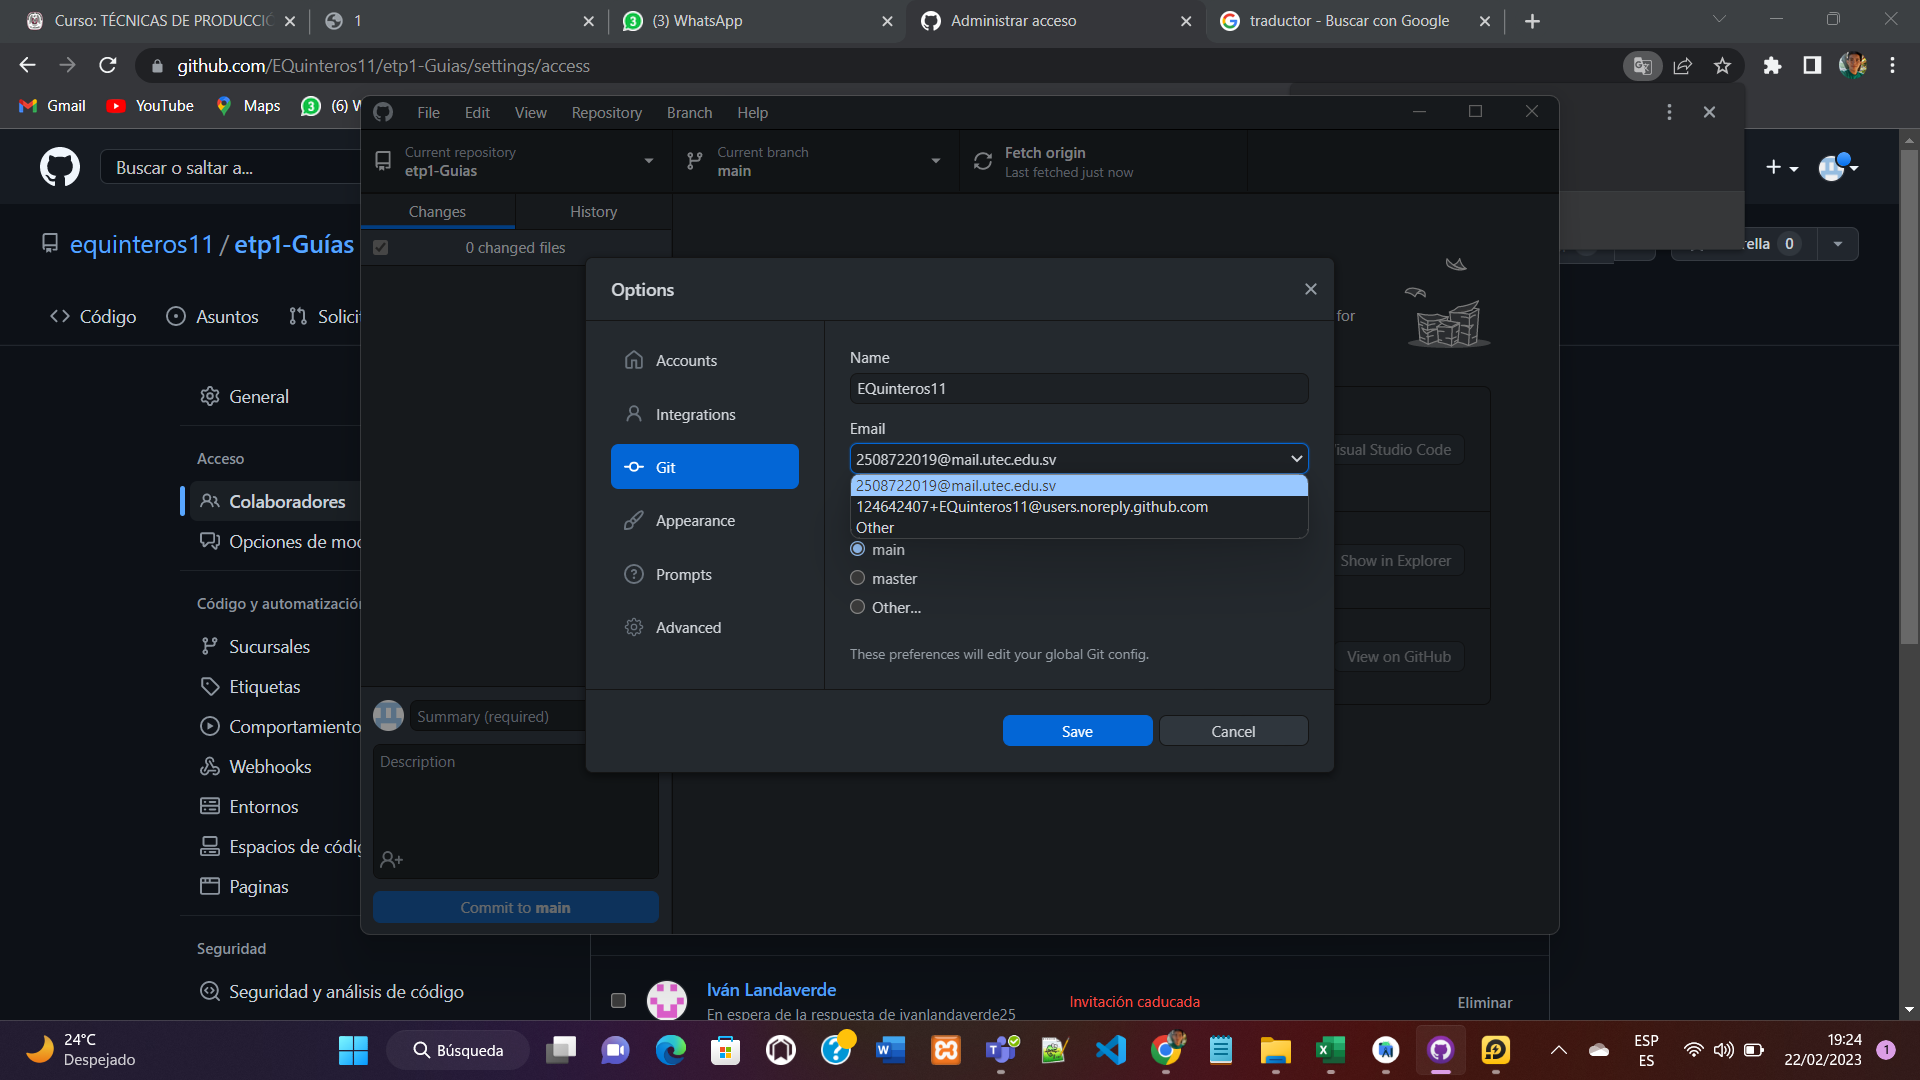 Curso: TÉCNICAS DE PRODUCCIÓ
1
(3) WhatsApp
Administrar acceso
traductor - Buscar con Google
github.com/EQuinteros11/etp1-Guias/settings/access
Gmail
YouTube
Maps
(6) W
File
Edit
View
Repository
Branch
Help
Buscar o saltar a...
Current repository
etp1-Guias
Current branch
main
Fetch origin
Last fetched just now
Changes
History
0 changed files
equinteros11 / etp1-Guías
rella 0
Código
Asuntos
Solicit
for
Options
Accounts
Integrations
Git
Appearance
Prompts
Advanced
Name
EQuinteros11
Email
2508722019@mail.utec.edu.sv
2508722019@mail.utec.edu.sv
124642407+EQuinteros11@users.noreply.github.com
Other
main
master
Other...
These preferences will edit your global Git config.
Save
Cancel
isual Studio Code
Show in Explorer
View on GitHub
General
Acceso
Colaboradores
Opciones de mod
Código y automatización
Sucursales
Etiquetas
Comportamiento
Webhooks
Entornos
Espacios de códig
Paginas
Seguridad
Seguridad y análisis de código
Summary (required)
Description
Commit to main
Iván Landaverde
En espera de la respuesta de ivanlandaverde25
Invitación caducada
Eliminar
24°C
Despejado
Búsqueda
ESP
ES
19:24
22/02/2023
1